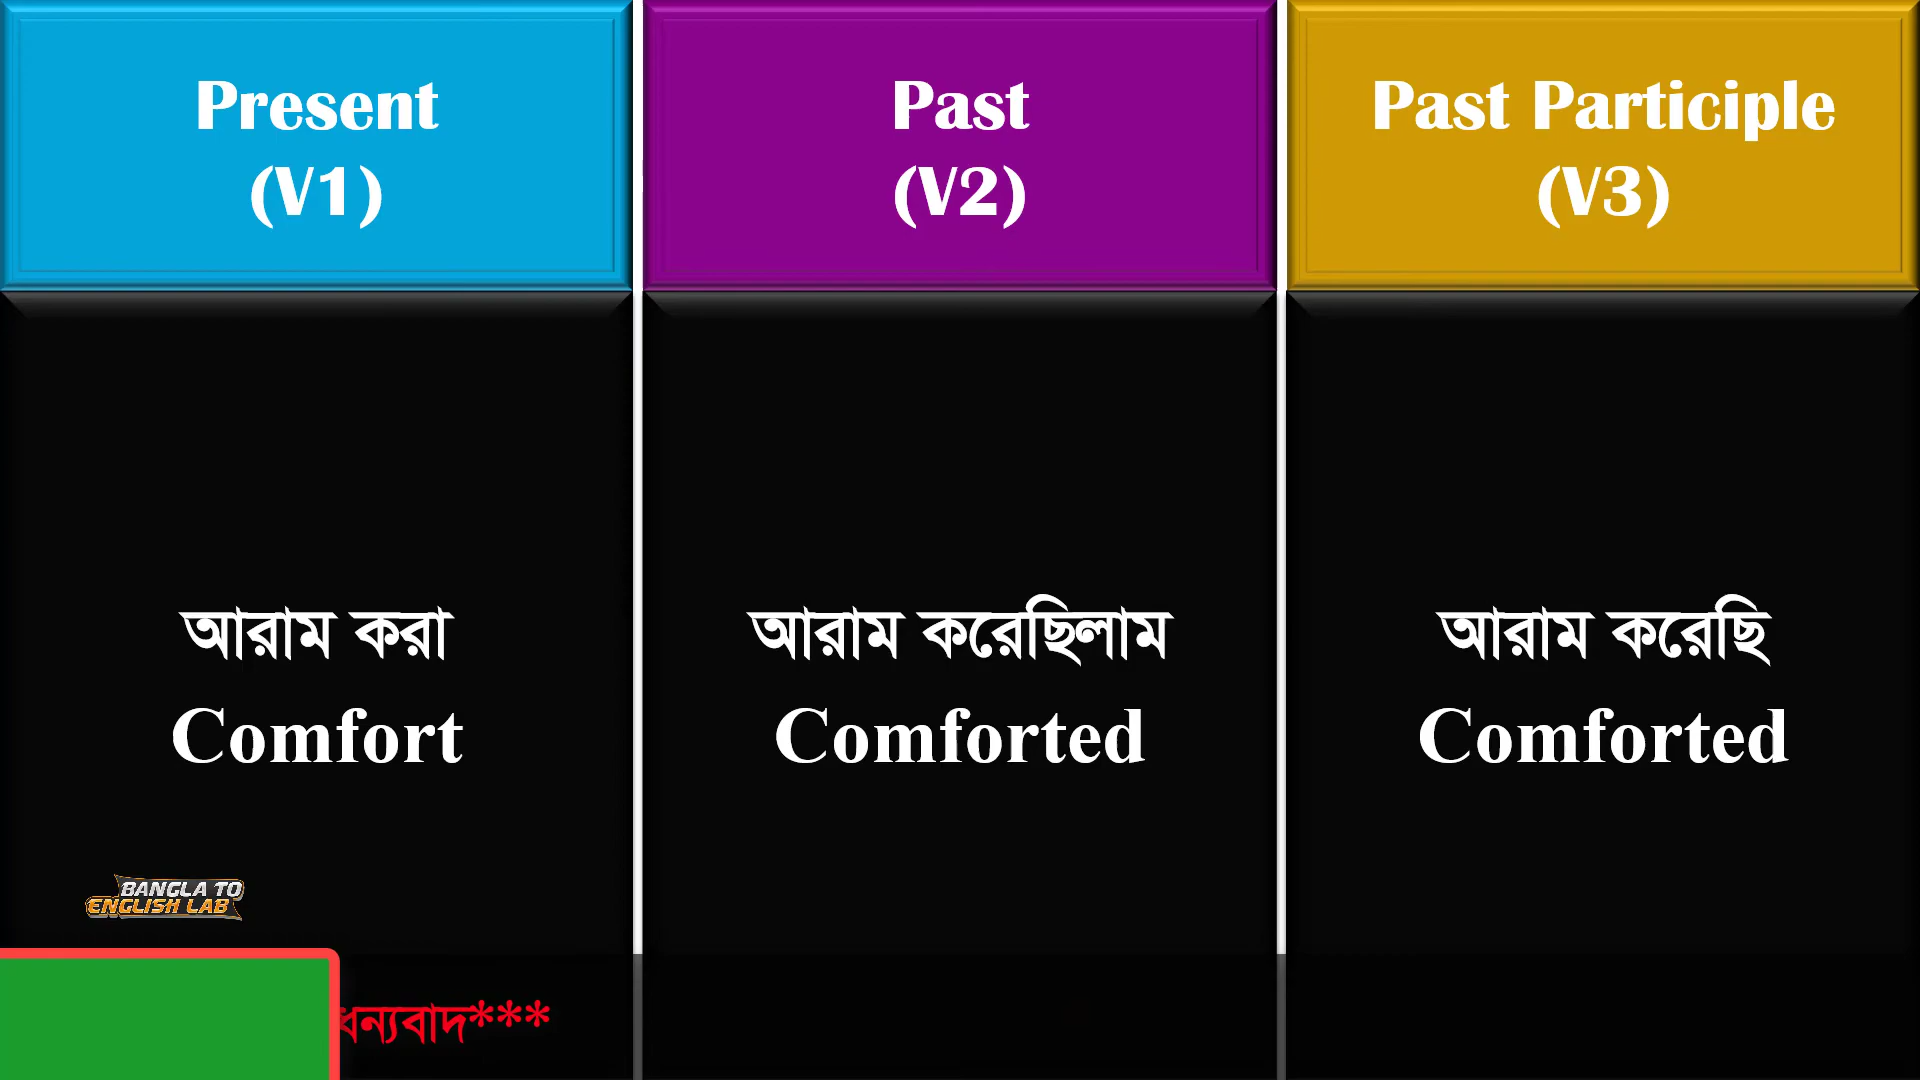 Present
(V1)
Past
(V2)
Past Participle
(V3)
আরাম করা
Comfort
আরাম করেছিলাম
Comforted
আরাম করেছি
Comforted
BANGLA TO
ENGLISH LAB
ধন্যবাদ***